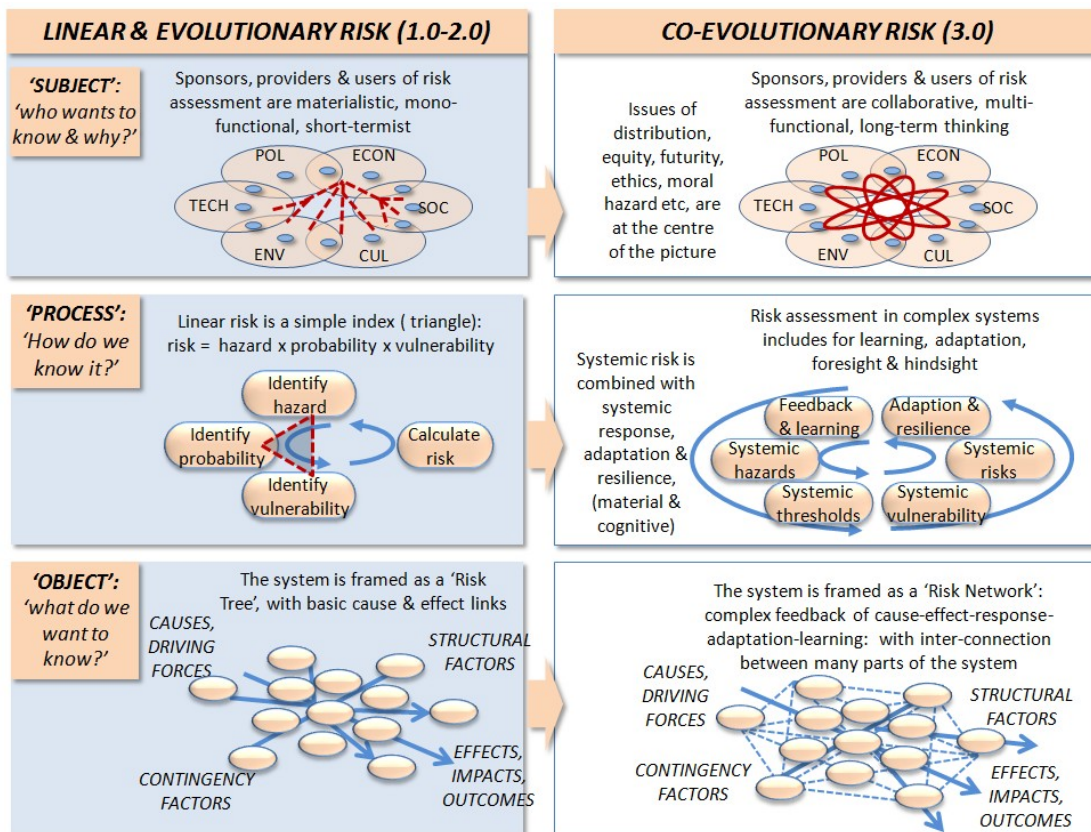 LINEAR & EVOLUTIONARY RISK (1.0-2.0)
CO-EVOLUTIONARY RISK (3.0)
‘SUBJECT’:
‘who wants to
know & why?’
Sponsors, providers & users of risk
assessment are materialistic, mono-
functional, short-termist
POL
ECON
TECH
SOC
ENV
CUL
Issues of
distribution,
equity, futurity,
ethics, moral
hazard etc, are
at the centre
of the picture
Sponsors, providers & users of risk
assessment are collaborative, multi-
functional, long-term thinking
POL
ECON
TECH
SOC
ENV
CUL
‘PROCESS’:
‘How do we
know it?’
Linear risk is a simple index ( triangle):
risk = hazard x probability x vulnerability
Identify
hazard
Identify
probability
Calculate
risk
Identify
vulnerability
Systemic risk is
combined with
systemic
response,
adaptation &
resilience,
(material &
cognitive)
Risk assessment in complex systems
includes for learning, adaptation,
foresight & hindsight
Feedback
& learning
Adaption &
resilience
Systemic
hazards
Systemic
risks
Systemic
thresholds
Systemic
vulnerability
‘OBJECT’:
‘what do we
want to
know?’
The system is framed as a ‘Risk
Tree’, with basic cause & effect links
CAUSES,
DRIVING
FORCES
STRUCTURAL
FACTORS
CONTINGENCY
FACTORS
EFFECTS,
IMPACTS,
OUTCOMES
The system is framed as a ‘Risk Network’:
complex feedback of cause-effect-response-
adaptation-learning: with inter-connection
between many parts of the system
CAUSES,
DRIVING
FORCES
STRUCTURAL
FACTORS
CONTINGENCY
FACTORS
EFFECTS,
IMPACTS,
OUTCOMES